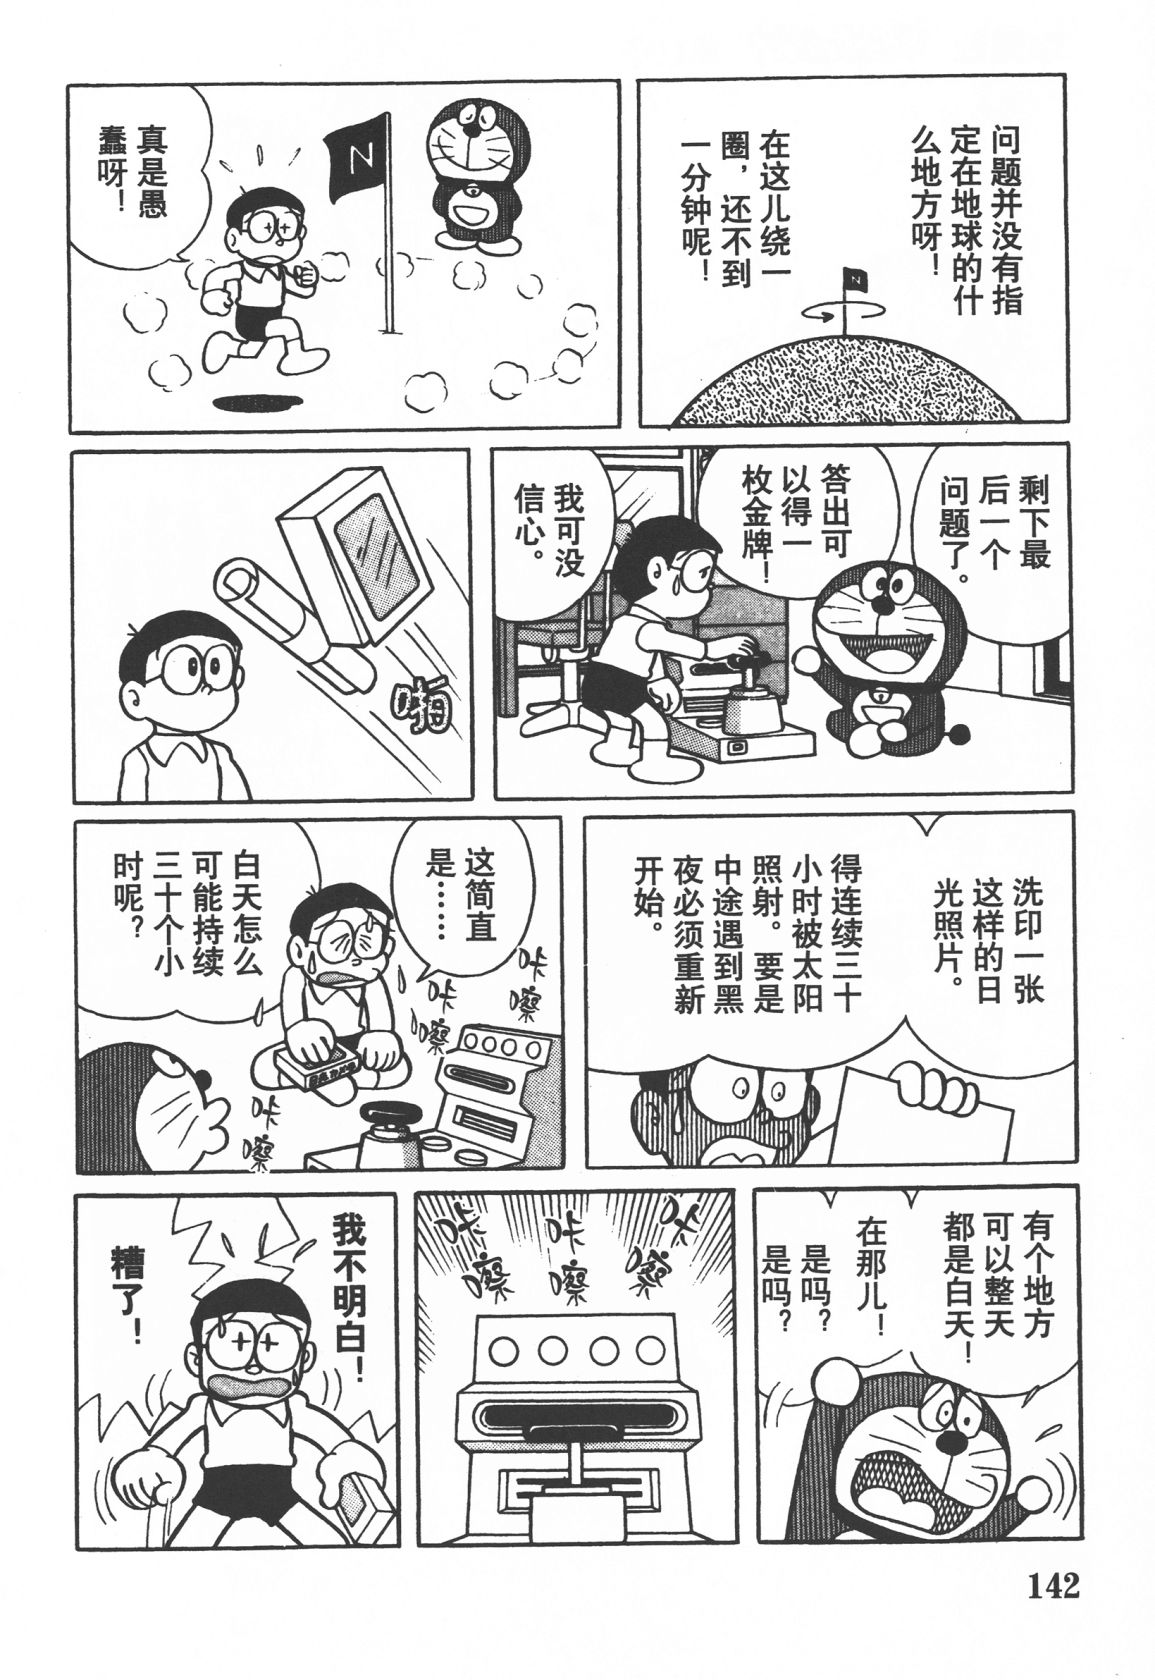 问题并没有指
定在地球的什
么地方呀！
在这儿绕一
圈，还不到
一分钟呢！
N
N
真是愚
蠢呀！
剩下最
后一个
问题了。
答出可
以得一
枚金牌！
我可没
信心。
啪
洗印一张
这样的日
光照片。
得连续三十
小时被太阳
照射。要是
中途遇到黑
夜必须重新
开始。
这简直
是……
白天怎么
可能持续
三十个小
时呢？
咔
嚓
咔
嚓
咔
嚓
有个地方
可以整天
都是白天！
在那儿！
是吗？
是吗？
咔
嚓
咔
嚓
咔
嚓
我不明白！
糟了！
142